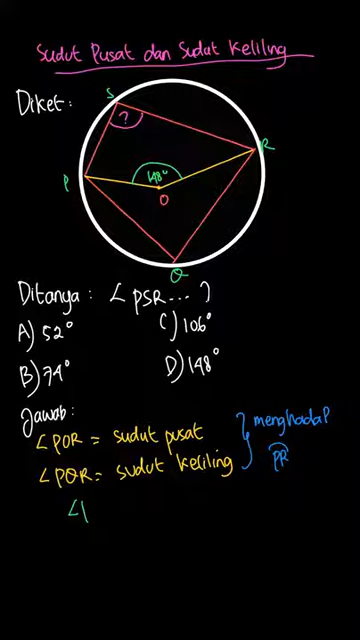 Sudut Pusat dan Sudut Keliling
Diket:
S
?
R
P
148°
O
Q
Ditanya : ∠ PSR... ?
A) 52°
C) 106°
B) 74°
D) 148°
Jawab:
∠POR = sudut pusat
∠PQR = sudut keliling
menghadap
PR
∠